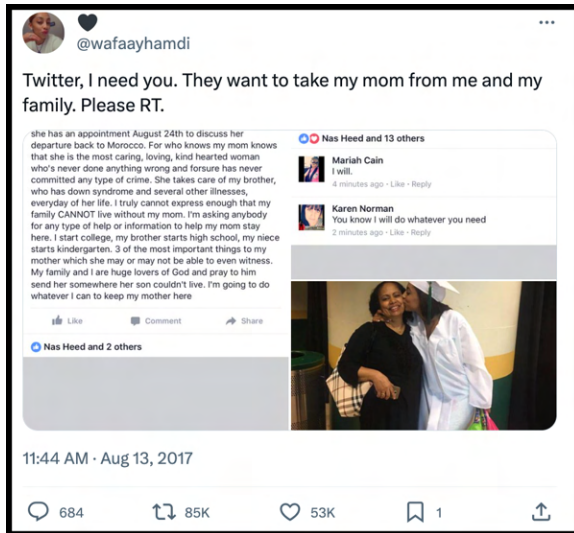 @wafaayhamdi
Twitter, I need you. They want to take my mom from me and my
family. Please RT.
she has an appointment August 24th to discuss her
departure back to Morocco. For who knows my mom knows
that she is the most caring, loving, kind hearted woman
who's never done anything wrong and forsure has never
committed any type of crime. She takes care of my brother,
who has down syndrome and several other illnesses,
everyday of her life. I truly cannot express enough that my
family CANNOT live without my mom. I'm asking anybody
for any type of help or information to help my mom stay
here. I start college, my brother starts high school, my niece
starts kindergarten. 3 of the most important things to my
mother which she may or may not be able to even witness.
My family and I are huge lovers of God and pray to him
send her somewhere her son couldn't live. I'm going to do
whatever I can to keep my mother here
Like Comment Share
Nas Heed and 2 others
Nas Heed and 13 others
Mariah Cain
I will.
4 minutes ago · Like · Reply
Karen Norman
You know I will do whatever you need
2 minutes ago · Like · Reply
11:44 AM · Aug 13, 2017
684 85K 53K 1